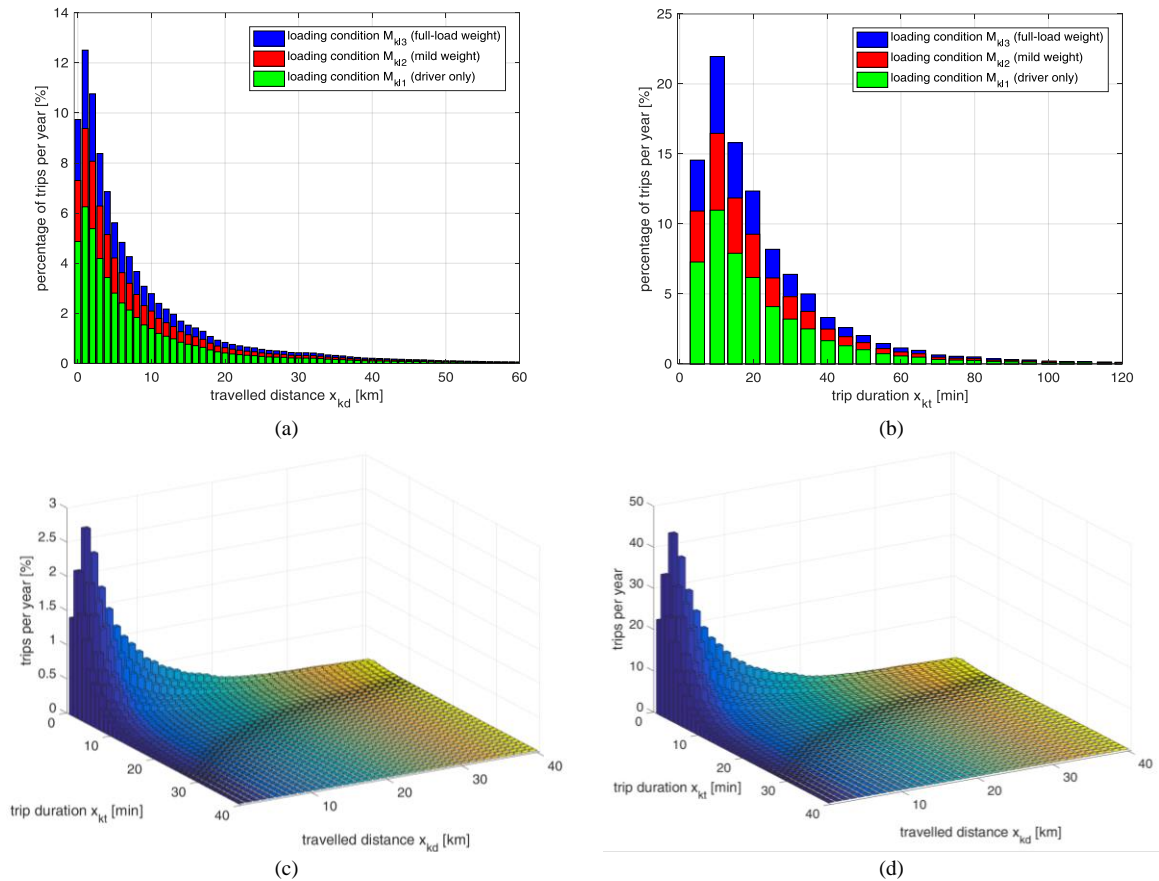 14
12
10
8
6
4
2
0
percentage of trips per year [%]
loading condition M_kl3 (full-load weight)
loading condition M_kl2 (mild weight)
loading condition M_kl1 (driver only)
0 10 20 30 40 50 60
travelled distance x_kd [km]
(a)
25
20
15
10
5
0
percentage of trips per year [%]
loading condition M_kl3 (full-load weight)
loading condition M_kl2 (mild weight)
loading condition M_kl1 (driver only)
0 20 40 60 80 100 120
trip duration x_kt [min]
(b)
3
2.5
2
1.5
1
0.5
0
trips per year [%]
0 10 20 30 40
trip duration x_kt [min]
10 20 30 40
travelled distance x_kd [km]
(c)
50
40
30
20
10
0
trips per year
0 10 20 30 40
trip duration x_kt [min]
10 20 30 40
travelled distance x_kd [km]
(d)